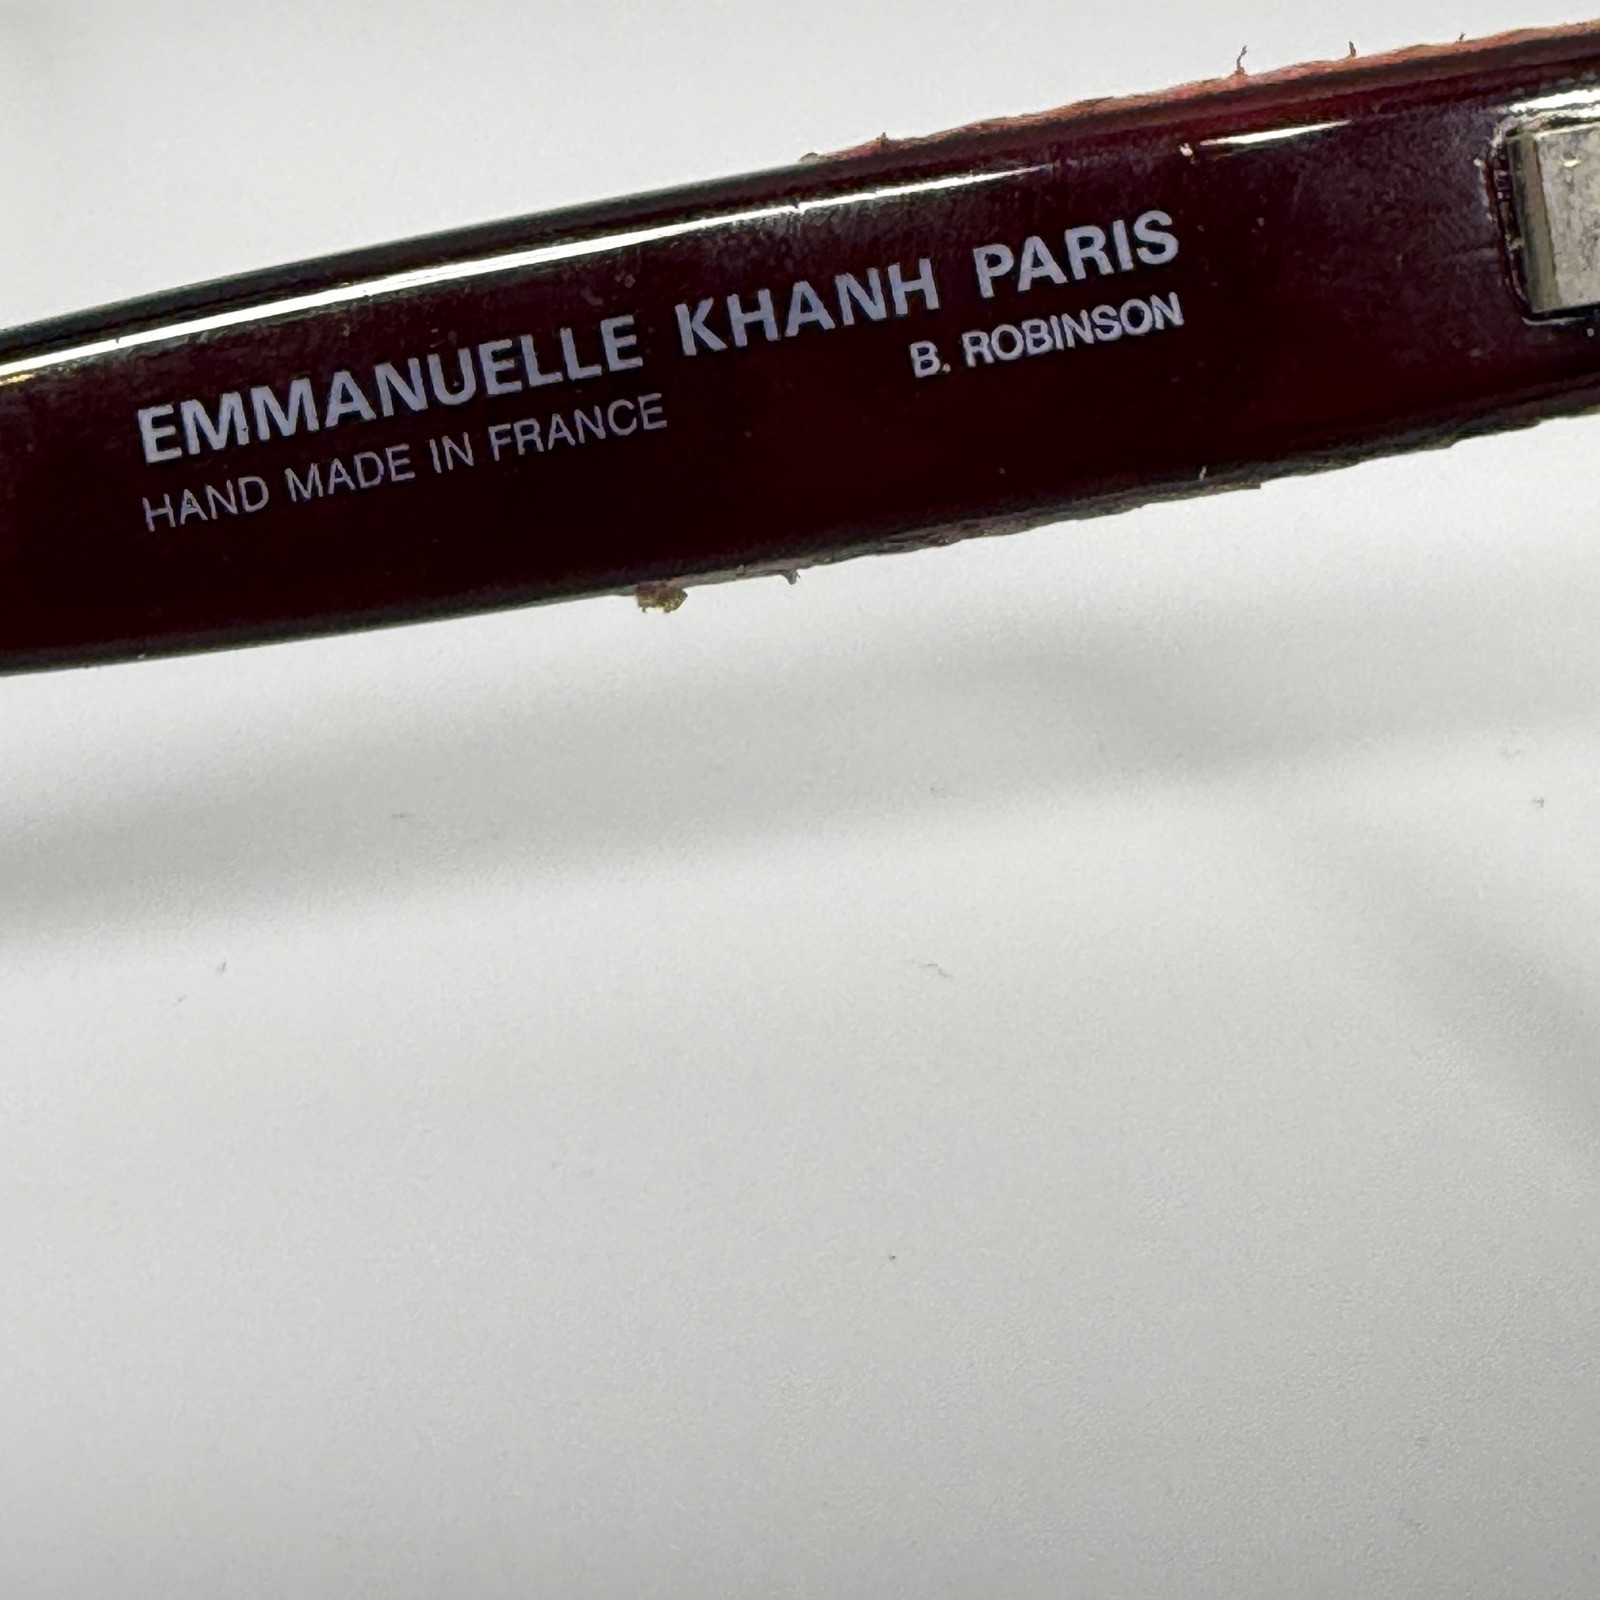 EMMANUELLE KHANH PARIS
B. ROBINSON
HAND MADE IN FRANCE